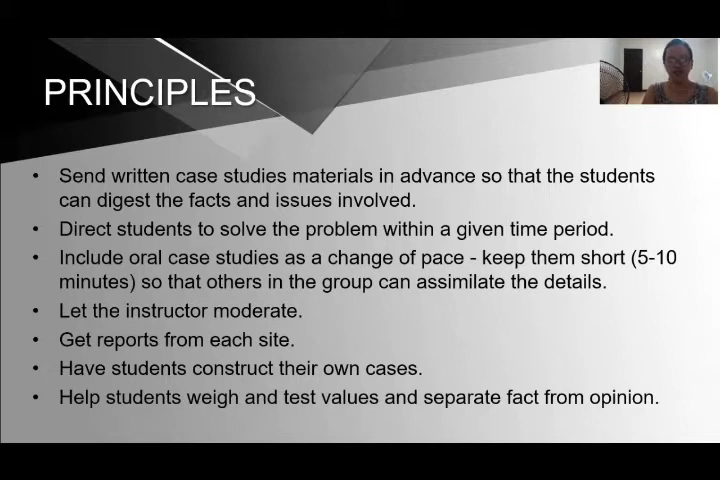 PRINCIPLES
• Send written case studies materials in advance so that the students
can digest the facts and issues involved.
• Direct students to solve the problem within a given time period.
• Include oral case studies as a change of pace - keep them short (5-10
minutes) so that others in the group can assimilate the details.
• Let the instructor moderate.
• Get reports from each site.
• Have students construct their own cases.
• Help students weigh and test values and separate fact from opinion.